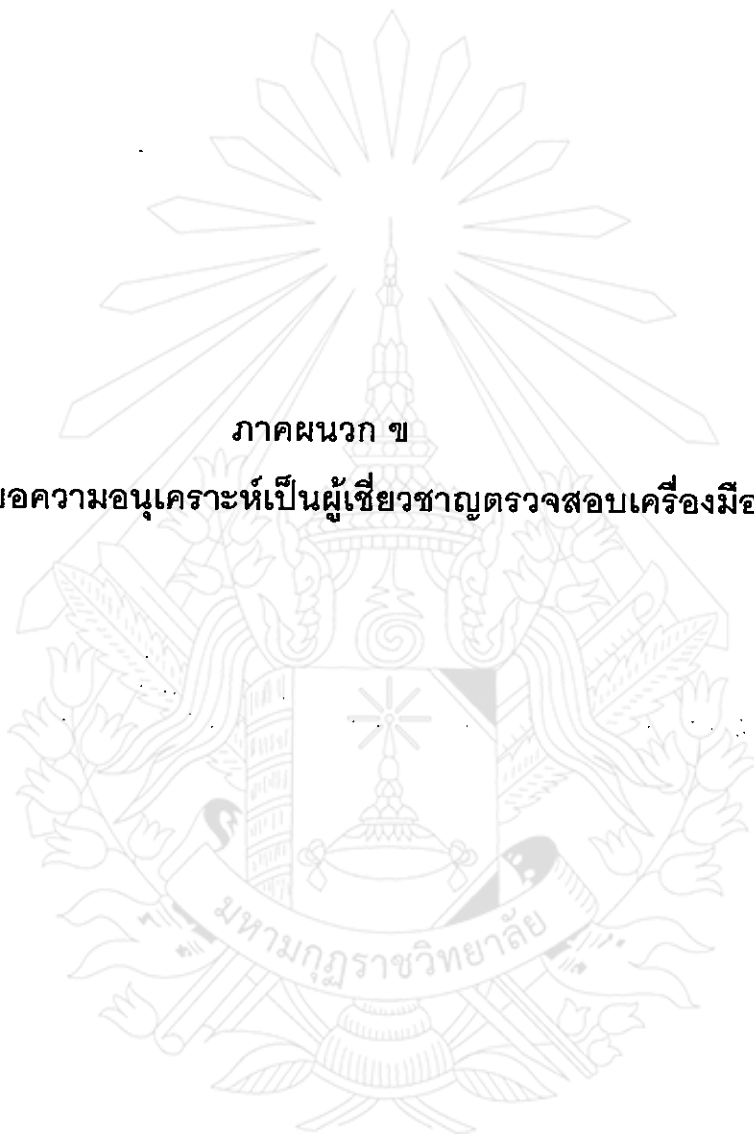 ภาคผนวก ข
ขอความอนุเคราะห์เป็นผู้เชี่ยวชาญตรวจสอบเครื่องมือ
มหามกุฏราชวิทยาลัย